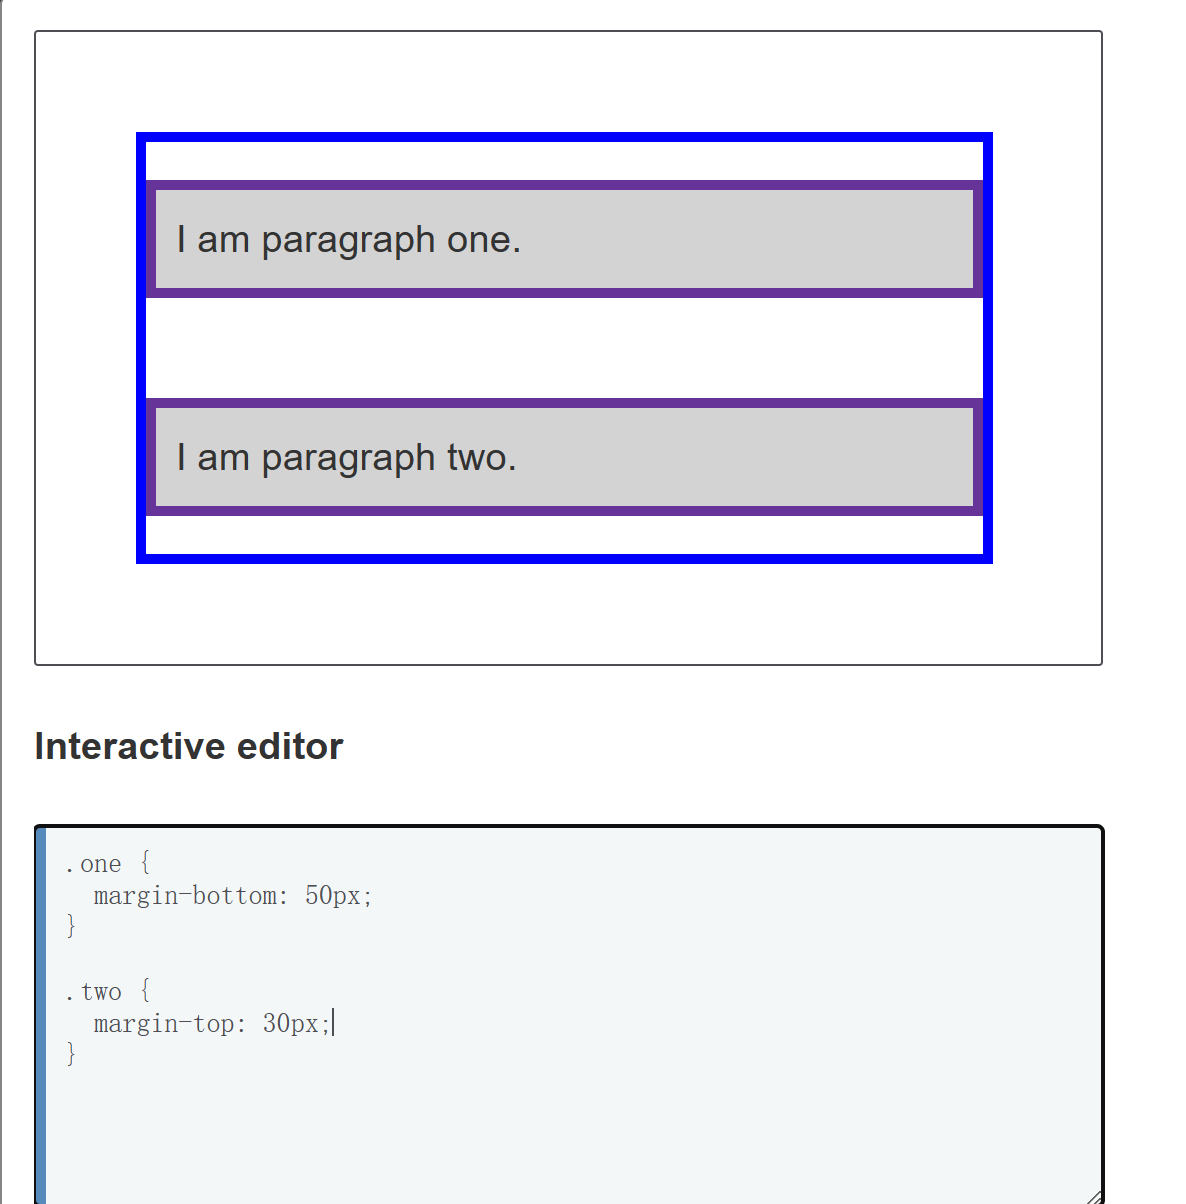 I am paragraph one.
I am paragraph two.
Interactive editor
.one {
  margin-bottom: 50px;
}
.two {
  margin-top: 30px;
}